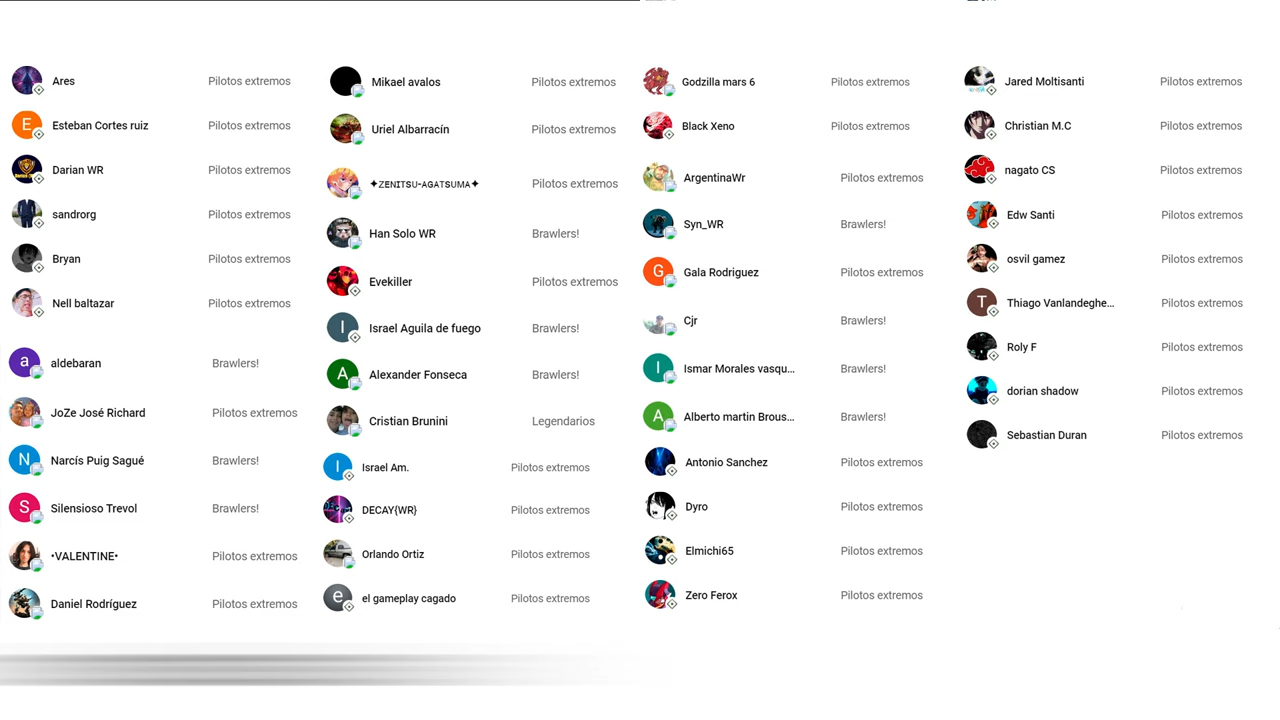 Ares Pilotos extremos
Esteban Cortes ruiz Pilotos extremos
Darian WR Pilotos extremos
sandrorg Pilotos extremos
Bryan Pilotos extremos
Nell baltazar Pilotos extremos
aldebaran Brawlers!
JoZe José Richard Pilotos extremos
Narcís Puig Sagué Brawlers!
Silensioso Trevol Brawlers!
•VALENTINE• Pilotos extremos
Daniel Rodríguez Pilotos extremos
Mikael avalos Pilotos extremos
Uriel Albarracín Pilotos extremos
✦ZENITSU-AGATSUMA✦ Pilotos extremos
Han Solo WR Brawlers!
Evekiller Pilotos extremos
Israel Aguila de fuego Brawlers!
Alexander Fonseca Brawlers!
Cristian Brunini Legendarios
Israel Am. Pilotos extremos
DECAY{WR} Pilotos extremos
Orlando Ortiz Pilotos extremos
el gameplay cagado Pilotos extremos
Godzilla mars 6 Pilotos extremos
Black Xeno Pilotos extremos
ArgentinaWr Pilotos extremos
Syn_WR Brawlers!
Gala Rodriguez Pilotos extremos
Cjr Brawlers!
Ismar Morales vasqu... Brawlers!
Alberto martin Brous... Brawlers!
Antonio Sanchez Pilotos extremos
Dyro Pilotos extremos
Elmichi65 Pilotos extremos
Zero Ferox Pilotos extremos
Jared Moltisanti Pilotos extremos
Christian M.C Pilotos extremos
nagato CS Pilotos extremos
Edw Santi Pilotos extremos
osvil gamez Pilotos extremos
Thiago Vanlandeghe... Pilotos extremos
Roly F Pilotos extremos
dorian shadow Pilotos extremos
Sebastian Duran Pilotos extremos
E
a
N
S
I
A
I
e
G
I
A
T